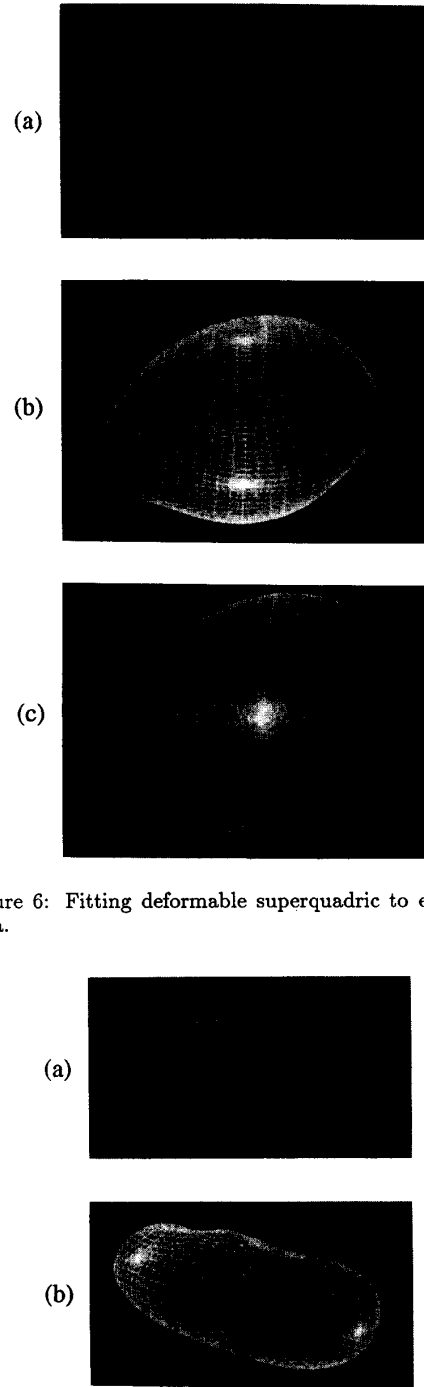 (a)
(b)
(c)
ure 6: Fitting deformable superquadric to e
a.
(a)
(b)